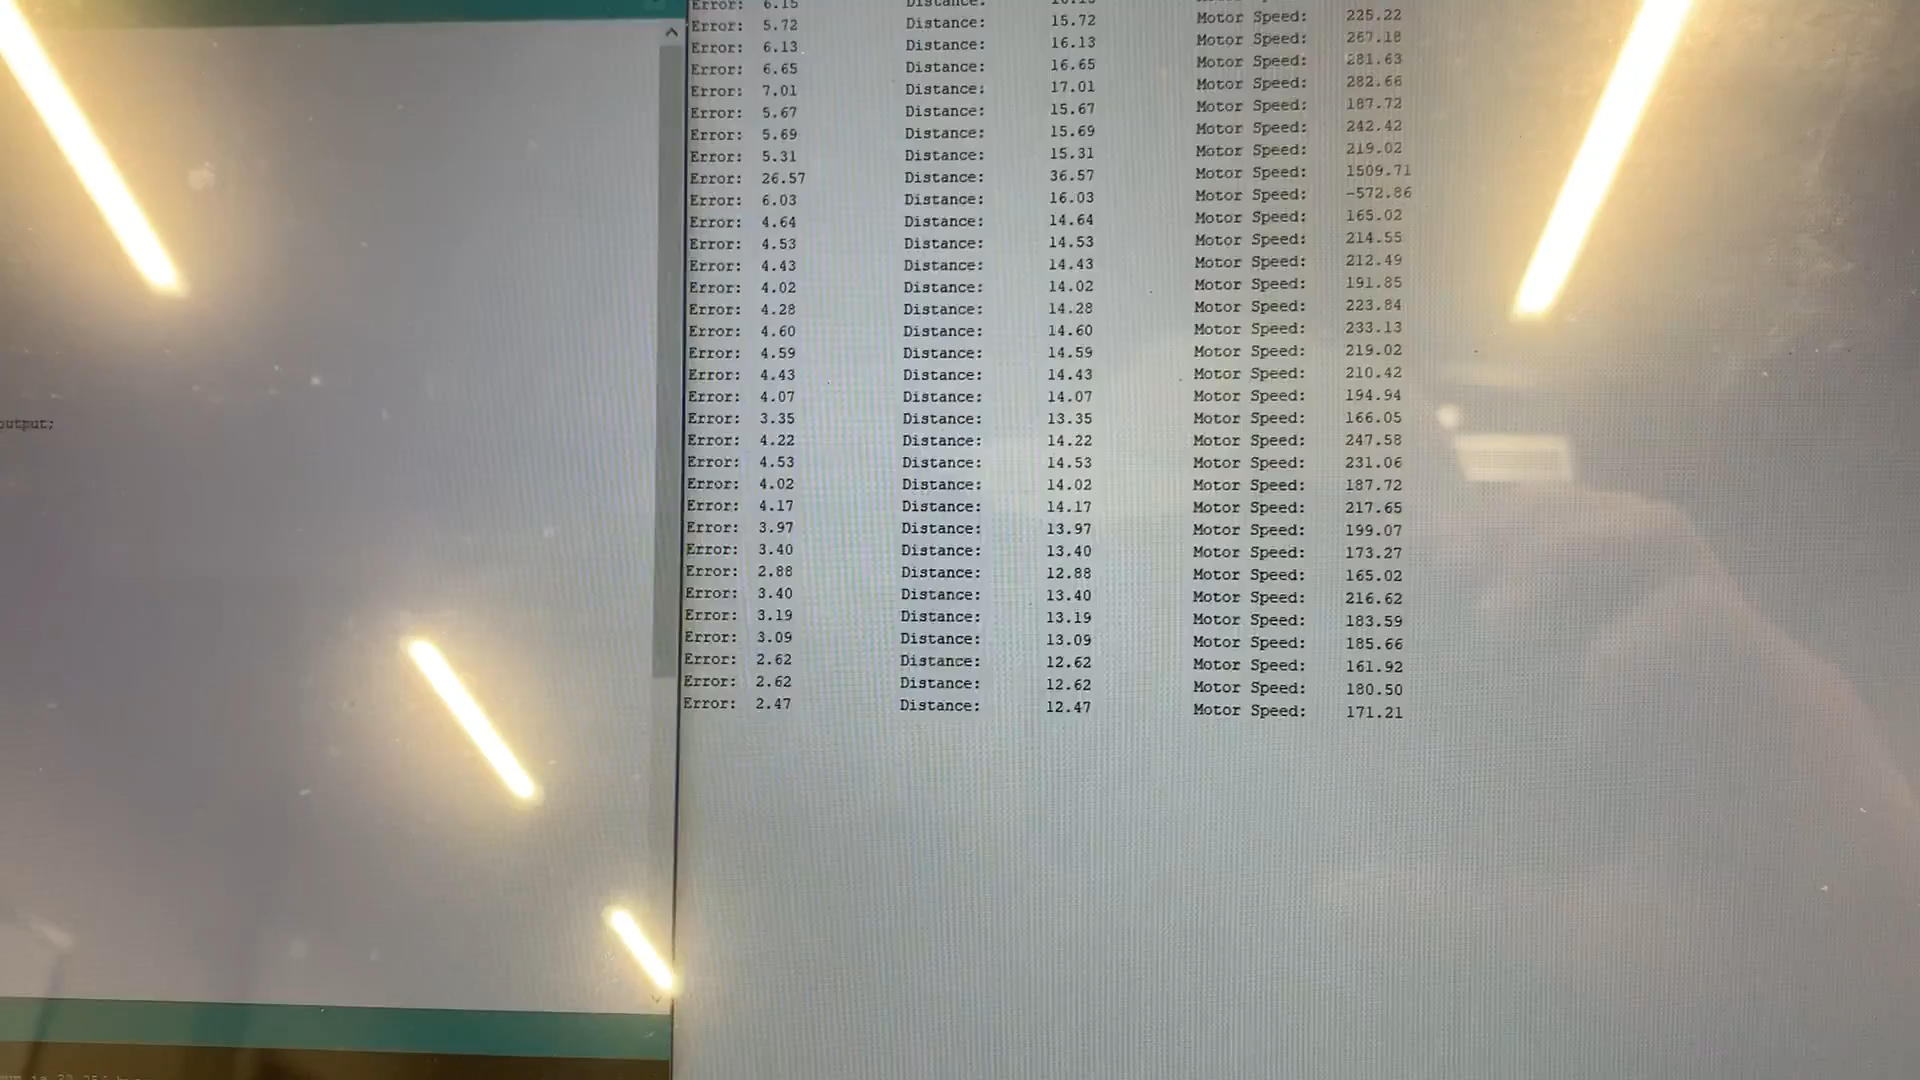 Error: 6.15 Distance: 16.15
Error: 5.72 Distance: 15.72 Motor Speed: 225.22
Error: 6.13 Distance: 16.13 Motor Speed: 267.18
Error: 6.65 Distance: 16.65 Motor Speed: 281.63
Error: 7.01 Distance: 17.01 Motor Speed: 282.66
Error: 5.67 Distance: 15.67 Motor Speed: 187.72
Error: 5.69 Distance: 15.69 Motor Speed: 242.42
Error: 5.31 Distance: 15.31 Motor Speed: 219.02
Error: 26.57 Distance: 36.57 Motor Speed: 1509.71
Error: 6.03 Distance: 16.03 Motor Speed: -572.86
Error: 4.64 Distance: 14.64 Motor Speed: 165.02
Error: 4.53 Distance: 14.53 Motor Speed: 214.55
Error: 4.43 Distance: 14.43 Motor Speed: 212.49
Error: 4.02 Distance: 14.02 Motor Speed: 191.85
Error: 4.28 Distance: 14.28 Motor Speed: 223.84
Error: 4.60 Distance: 14.60 Motor Speed: 233.13
Error: 4.59 Distance: 14.59 Motor Speed: 219.02
Error: 4.43 Distance: 14.43 Motor Speed: 210.42
Error: 4.07 Distance: 14.07 Motor Speed: 194.94
Error: 3.35 Distance: 13.35 Motor Speed: 166.05
Error: 4.22 Distance: 14.22 Motor Speed: 247.58
Error: 4.53 Distance: 14.53 Motor Speed: 231.06
Error: 4.02 Distance: 14.02 Motor Speed: 187.72
Error: 4.17 Distance: 14.17 Motor Speed: 217.65
Error: 3.97 Distance: 13.97 Motor Speed: 199.07
Error: 3.40 Distance: 13.40 Motor Speed: 173.27
Error: 2.88 Distance: 12.88 Motor Speed: 165.02
Error: 3.40 Distance: 13.40 Motor Speed: 216.62
Error: 3.19 Distance: 13.19 Motor Speed: 183.59
Error: 3.09 Distance: 13.09 Motor Speed: 185.66
Error: 2.62 Distance: 12.62 Motor Speed: 161.92
Error: 2.62 Distance: 12.62 Motor Speed: 180.50
Error: 2.47 Distance: 12.47 Motor Speed: 171.21
output;